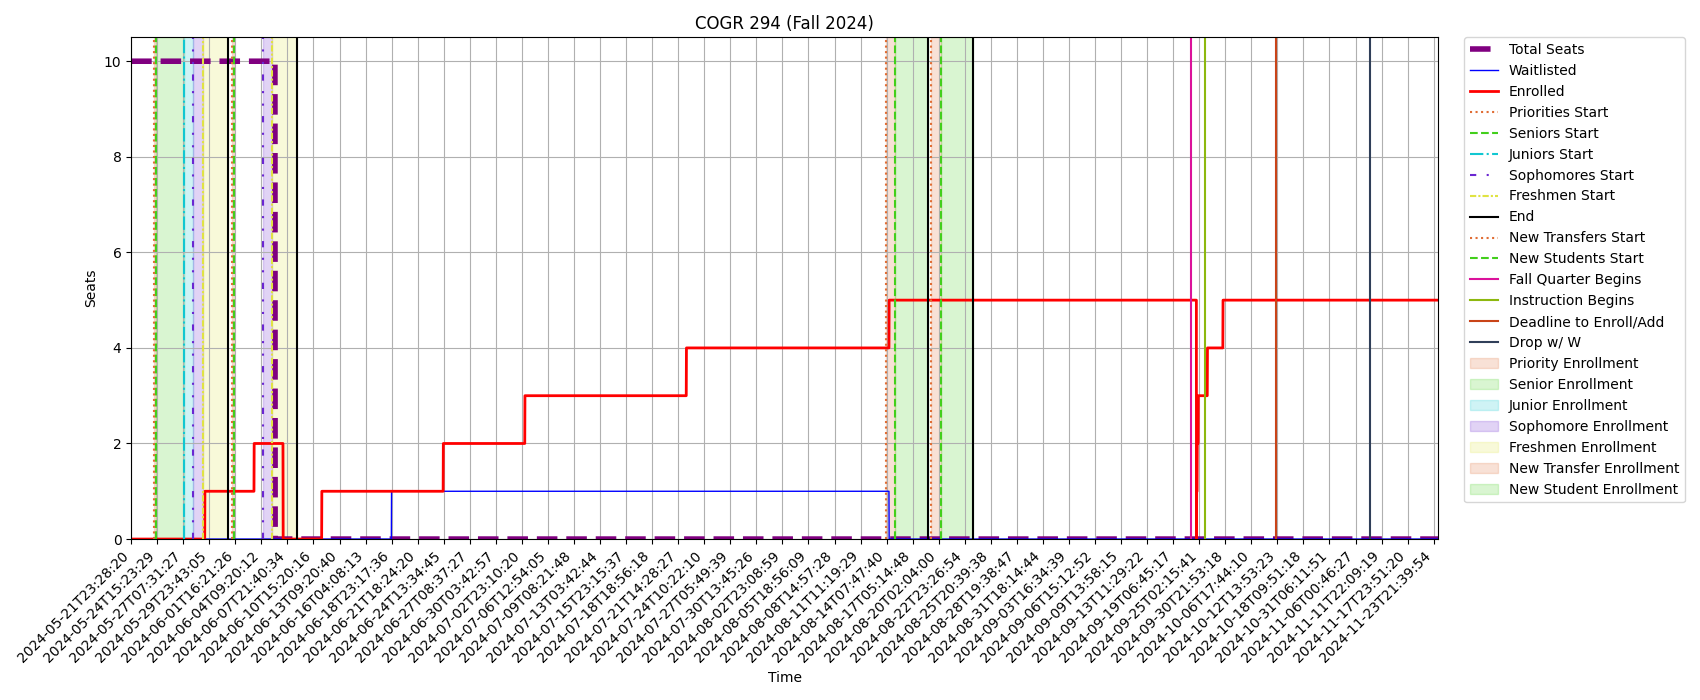 COGR 294 (Fall 2024)
Seats
10
8
6
4
2
0
2024-05-21T23:28:20
2024-05-24T15:23:29
2024-05-27T07:31:27
2024-05-29T23:43:05
2024-06-01T16:21:26
2024-06-04T09:20:12
2024-06-07T21:40:34
2024-06-10T15:20:16
2024-06-13T09:20:40
2024-06-16T04:08:13
2024-06-18T23:17:36
2024-06-21T18:24:20
2024-06-24T13:34:45
2024-06-27T08:37:27
2024-06-30T03:42:57
2024-07-02T23:10:20
2024-07-06T12:54:05
2024-07-09T08:21:48
2024-07-13T03:42:44
2024-07-15T23:15:37
2024-07-18T18:56:18
2024-07-21T14:28:27
2024-07-24T10:22:10
2024-07-27T05:49:39
2024-07-30T13:45:26
2024-08-02T23:08:59
2024-08-05T18:56:09
2024-08-08T14:57:28
2024-08-11T11:19:29
2024-08-14T07:47:40
2024-08-17T05:14:48
2024-08-20T02:04:00
2024-08-22T23:26:54
2024-08-25T20:39:38
2024-08-28T19:38:47
2024-08-31T18:14:44
2024-09-03T16:34:39
2024-09-06T15:12:52
2024-09-09T13:58:15
2024-09-13T11:29:22
2024-09-19T06:45:17
2024-09-25T02:15:41
2024-09-30T21:53:18
2024-10-06T17:44:10
2024-10-12T13:53:23
2024-10-18T09:51:18
2024-10-31T06:11:51
2024-11-06T00:46:27
2024-11-11T22:09:19
2024-11-17T23:51:20
2024-11-23T21:39:54
Time
Total Seats
Waitlisted
Enrolled
Priorities Start
Seniors Start
Juniors Start
Sophomores Start
Freshmen Start
End
New Transfers Start
New Students Start
Fall Quarter Begins
Instruction Begins
Deadline to Enroll/Add
Drop w/ W
Priority Enrollment
Senior Enrollment
Junior Enrollment
Sophomore Enrollment
Freshmen Enrollment
New Transfer Enrollment
New Student Enrollment